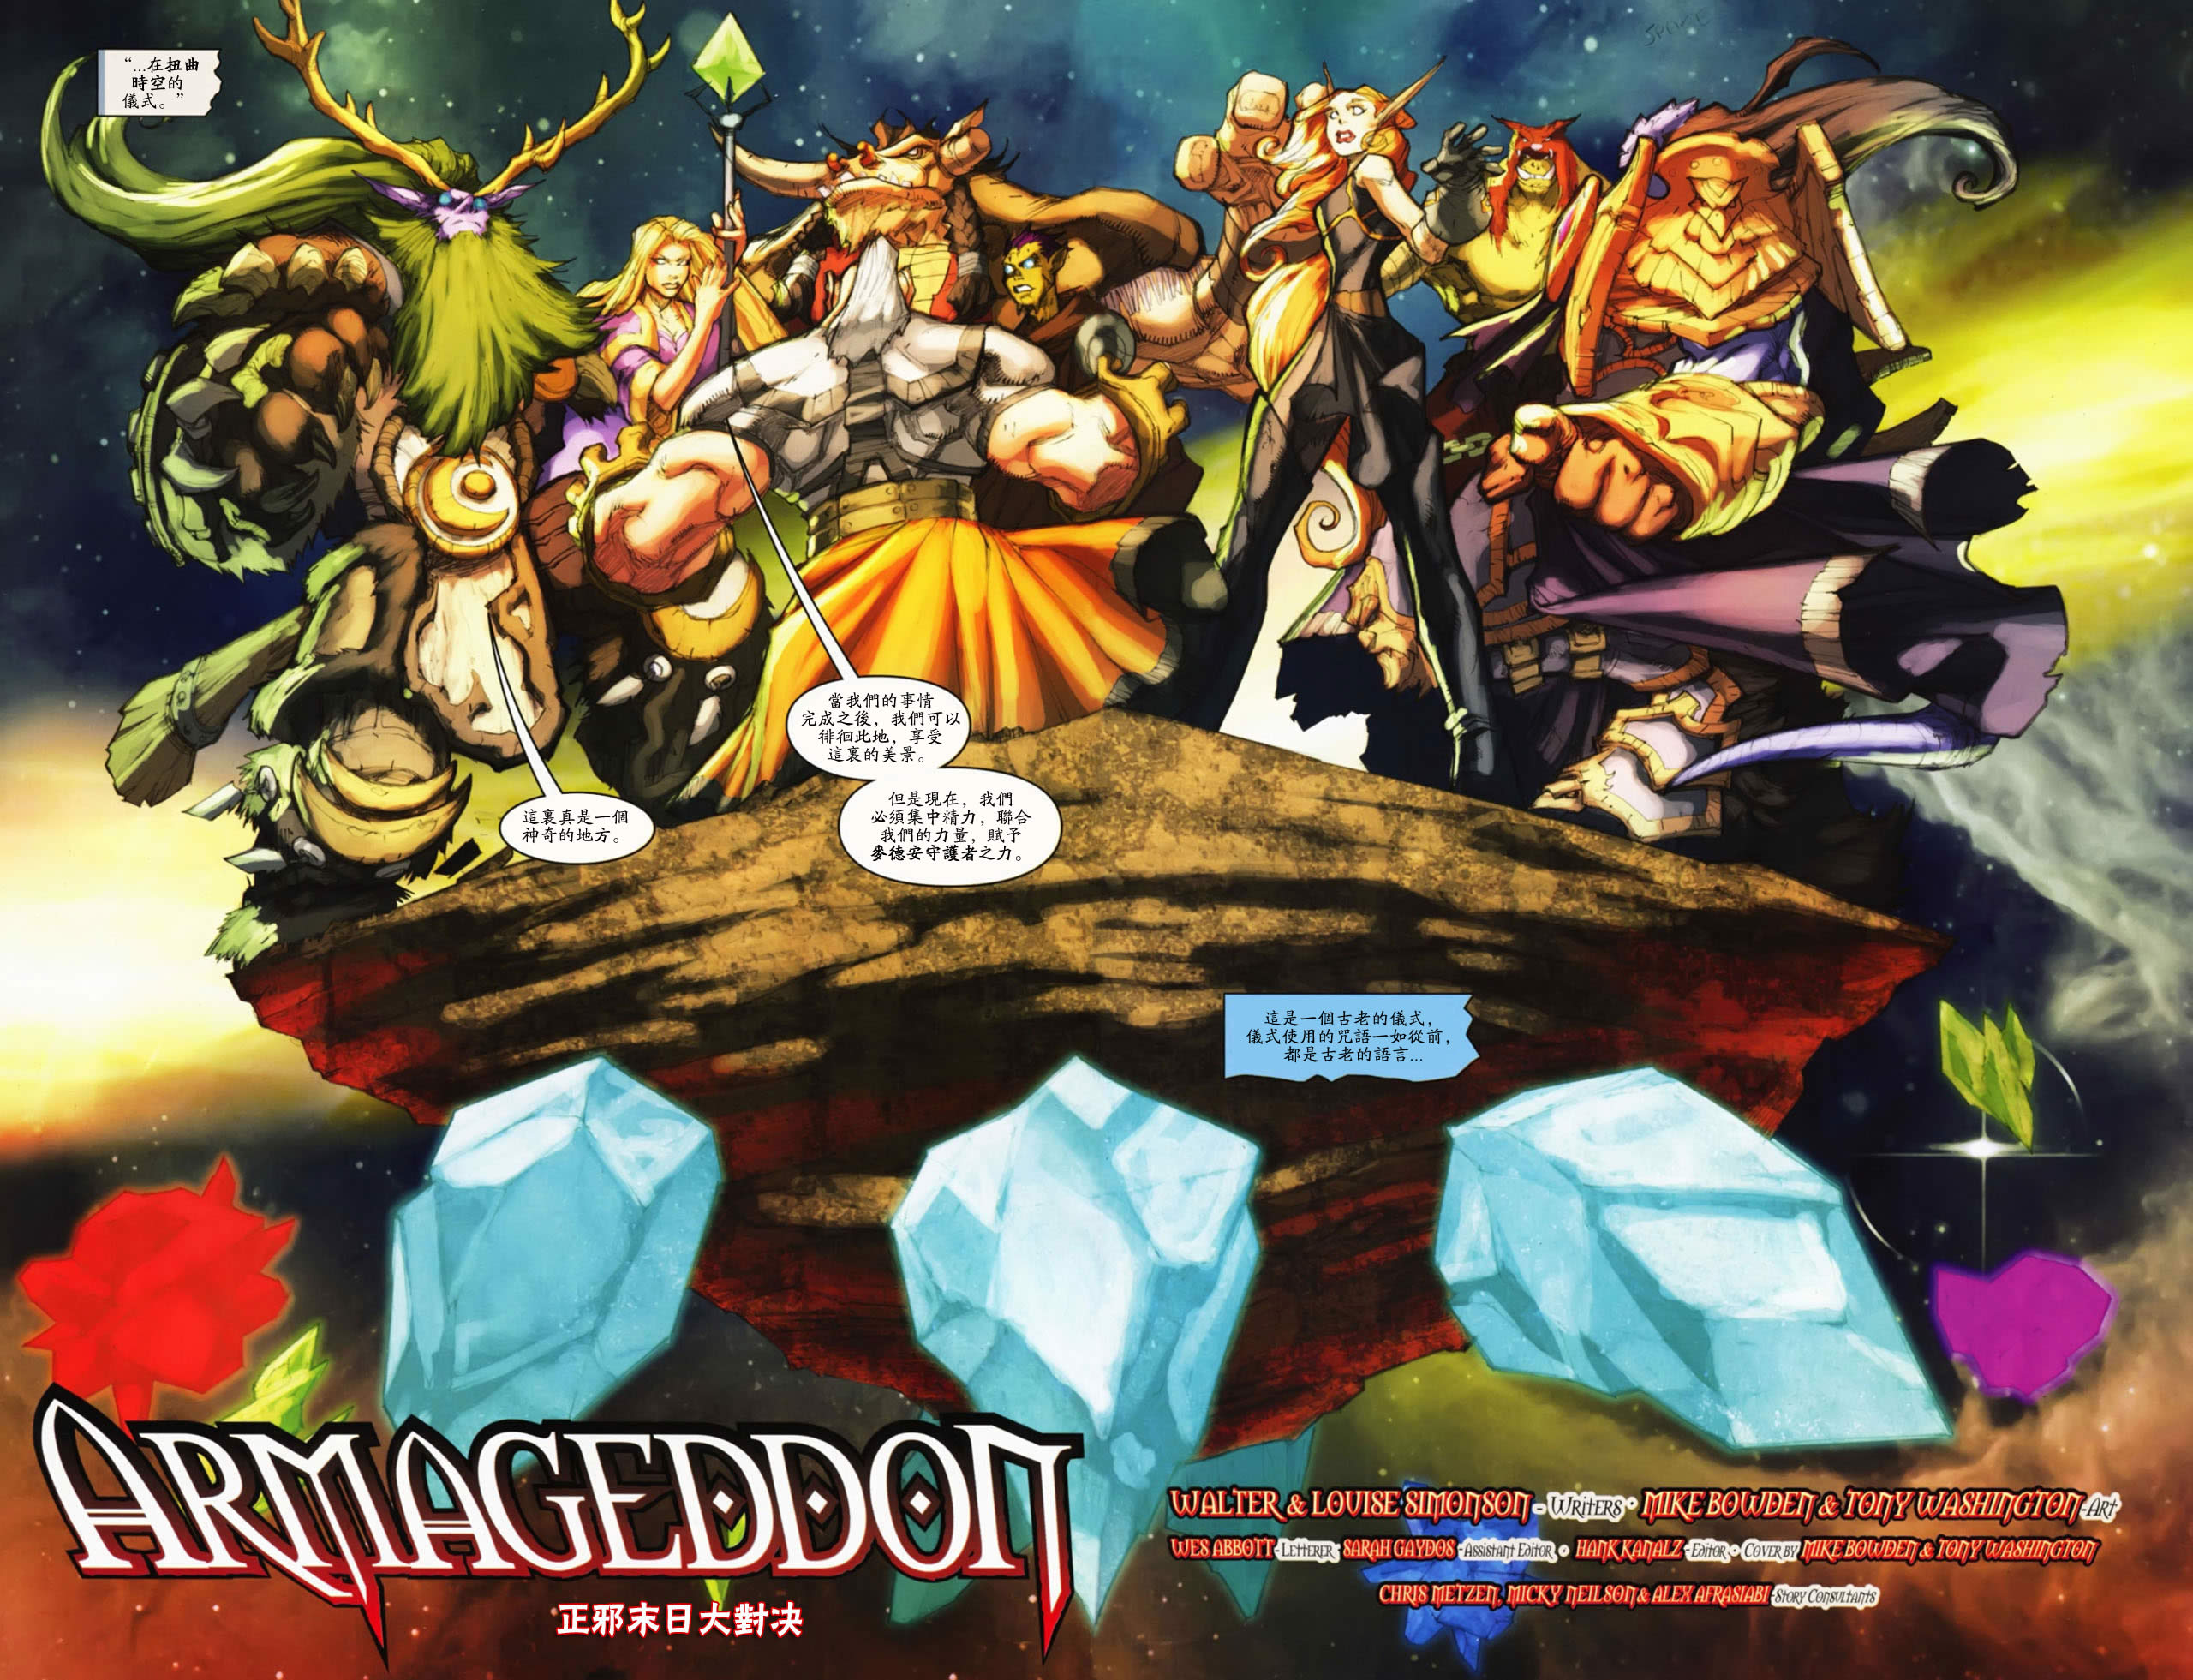 “...在扭曲
時空的
儀式。”
SPACE
當我們的事情
完成之後，我們可以
徘徊此地，享受
這裏的美景。
這裏真是一個
神奇的地方。
但是現在，我們
必須集中精力，聯合
我們的力量，賦予
麥德安守護者之力。
這是一個古老的儀式，
儀式使用的咒語一如從前，
都是古老的語言...
ARMAGEDDON
正邪末日大對決
WALTER & LOUISE SIMONSON - WRITERS • MIKE BOWDEN & TONY WASHINGTON - ART
WES ABBOTT - LETTERER • SARAH GAYDOS - ASSISTANT EDITOR • HANK KANALZ - EDITOR • COVER BY MIKE BOWDEN & TONY WASHINGTON
CHRIS METZEN, MICKY NEILSON & ALEX AFRASIABI - STORY CONSULTANTS